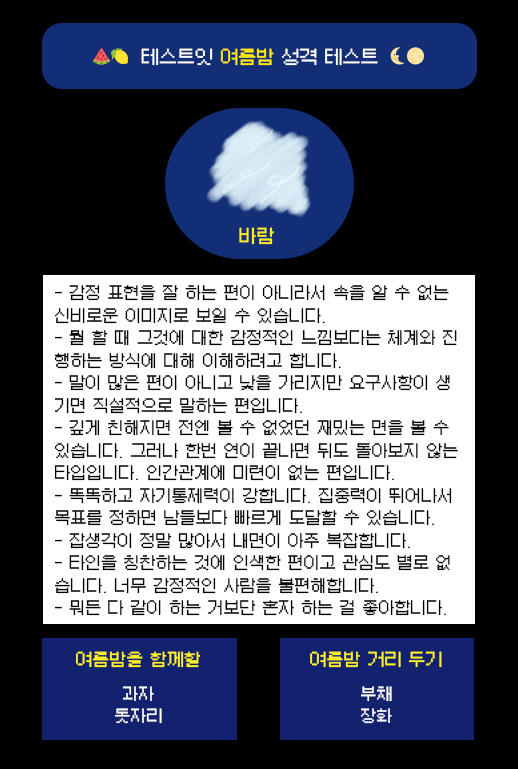 테스트잇 여름밤 성격 테스트
바람
- 감정 표현을 잘 하는 편이 아니라서 속을 알 수 없는
신비로운 이미지로 보일 수 있습니다.
- 뭘 할 때 그것에 대한 감정적인 느낌보다는 체계와 진
행하는 방식에 대해 이해하려고 합니다.
- 말이 많은 편이 아니고 낯을 가리지만 요구사항이 생
기면 직설적으로 말하는 편입니다.
- 깊게 친해지면 전엔 볼 수 없었던 재밌는 면을 볼 수
있습니다. 그러나 한번 연이 끝나면 뒤도 돌아보지 않는
타입입니다. 인간관계에 미련이 없는 편입니다.
- 똑똑하고 자기통제력이 강합니다. 집중력이 뛰어나서
목표를 정하면 남들보다 빠르게 도달할 수 있습니다.
- 잡생각이 정말 많아서 내면이 아주 복잡합니다.
- 타인을 칭찬하는 것에 인색한 편이고 관심도 별로 없
습니다. 너무 감정적인 사람을 불편해합니다.
- 뭐든 다 같이 하는 거보단 혼자 하는 걸 좋아합니다.
여름밤을 함께할
과자
돗자리
여름밤 거리 두기
부채
장화